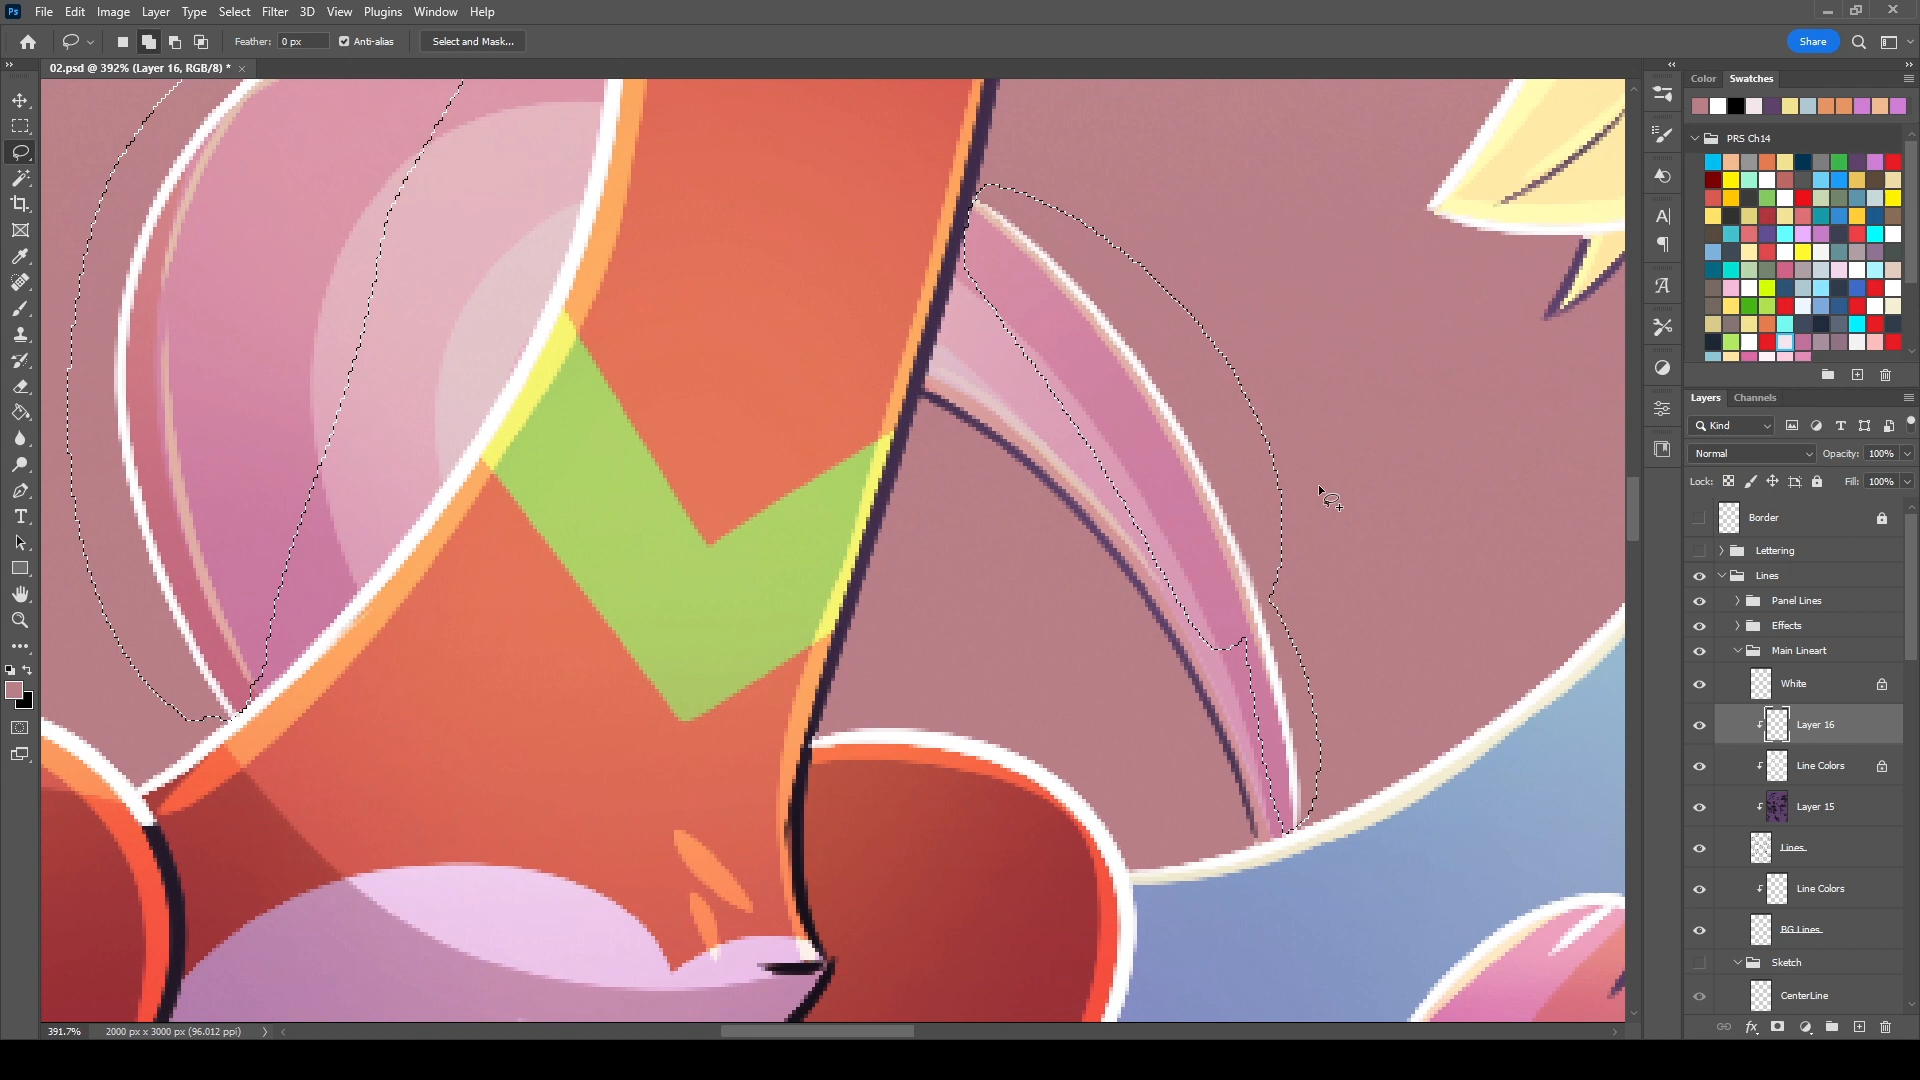 Ps File Edit Image Layer Type Select Filter 3D View Plugins Window Help
Feather: 0 px Anti-alias Select and Mask... Share
02.psd @ 392% (Layer 16, RGB/8) * ×
Color Swatches
PRS Ch14
Layers Channels
Kind
Normal Opacity: 100%
Lock: Fill: 100%
Border
Lettering
Lines
Panel Lines
Effects
Main Lineart
White
Layer 16
Line Colors
Layer 15
Lines
Line Colors
BG Lines
Sketch
CenterLine
391.7% 2000 px x 3000 px (96.012 ppi)